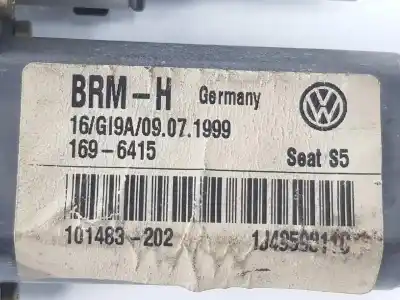 BRM-H Germany
16/GI9A/09.07.1999
169-6415 Seat S5
101483-202